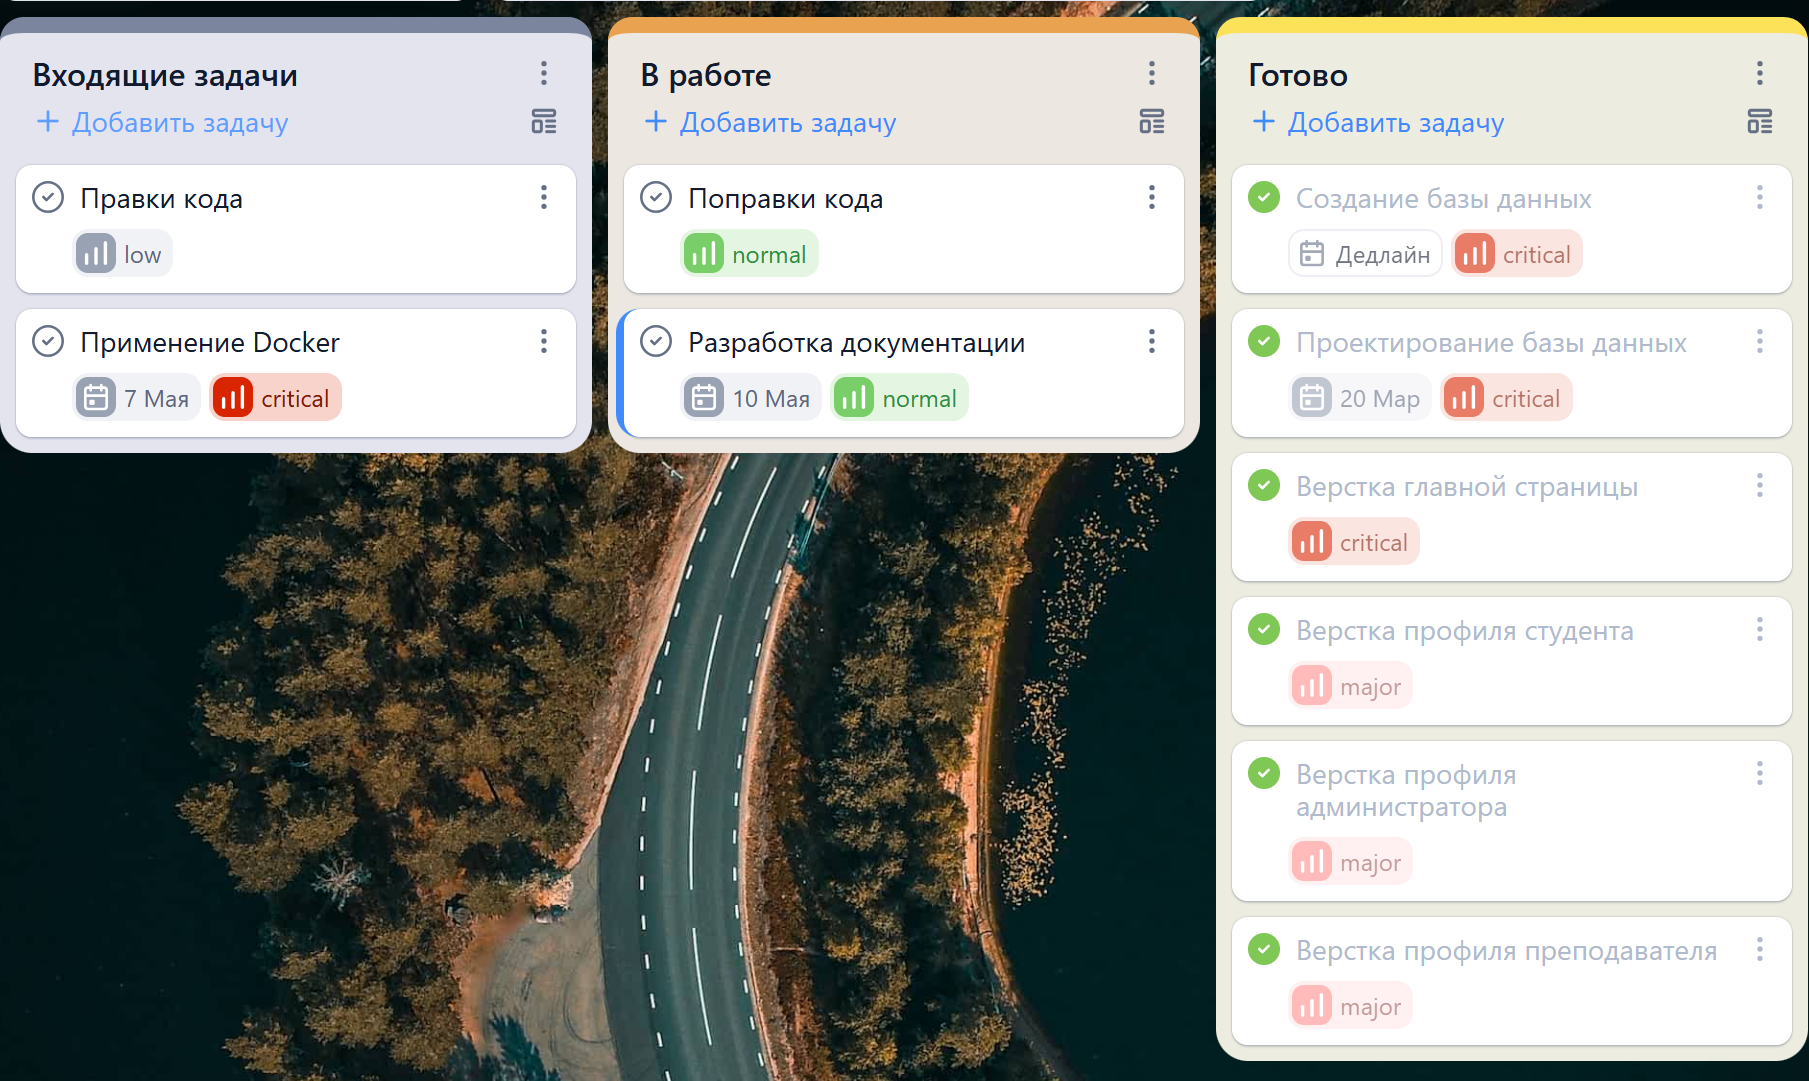 Входящие задачи
Добавить задачу
Правки кода
low
Применение Docker
7 Мая
critical
В работе
Добавить задачу
Поправки кода
normal
Разработка документации
10 Мая
normal
Готово
Добавить задачу
Создание базы данных
Дедлайн
critical
Проектирование базы данных
20 Мар
critical
Верстка главной страницы
critical
Верстка профиля студента
major
Верстка профиля
администратора
major
Верстка профиля преподавателя
major